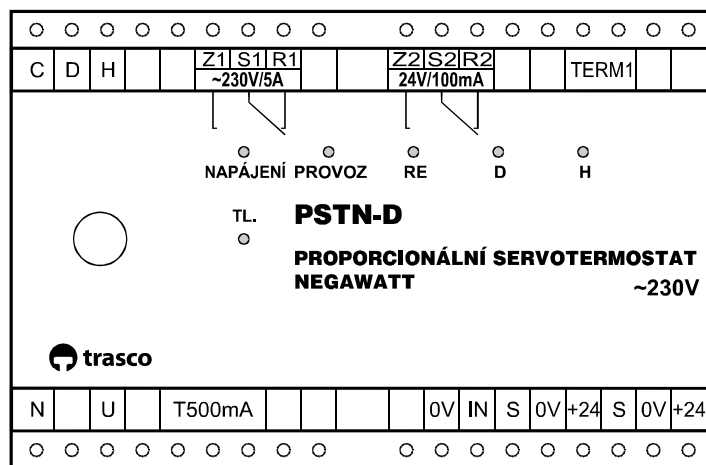 C D H Z1 S1 R1 Z2 S2 R2 TERM1
~230V/5A 24V/100mA
NAPÁJENÍ PROVOZ RE D H
TL. PSTN-D
PROPORCIONÁLNÍ SERVOTERMOSTAT
NEGAWATT ~230V
trasco
N U T500mA 0V IN S 0V +24 S 0V +24